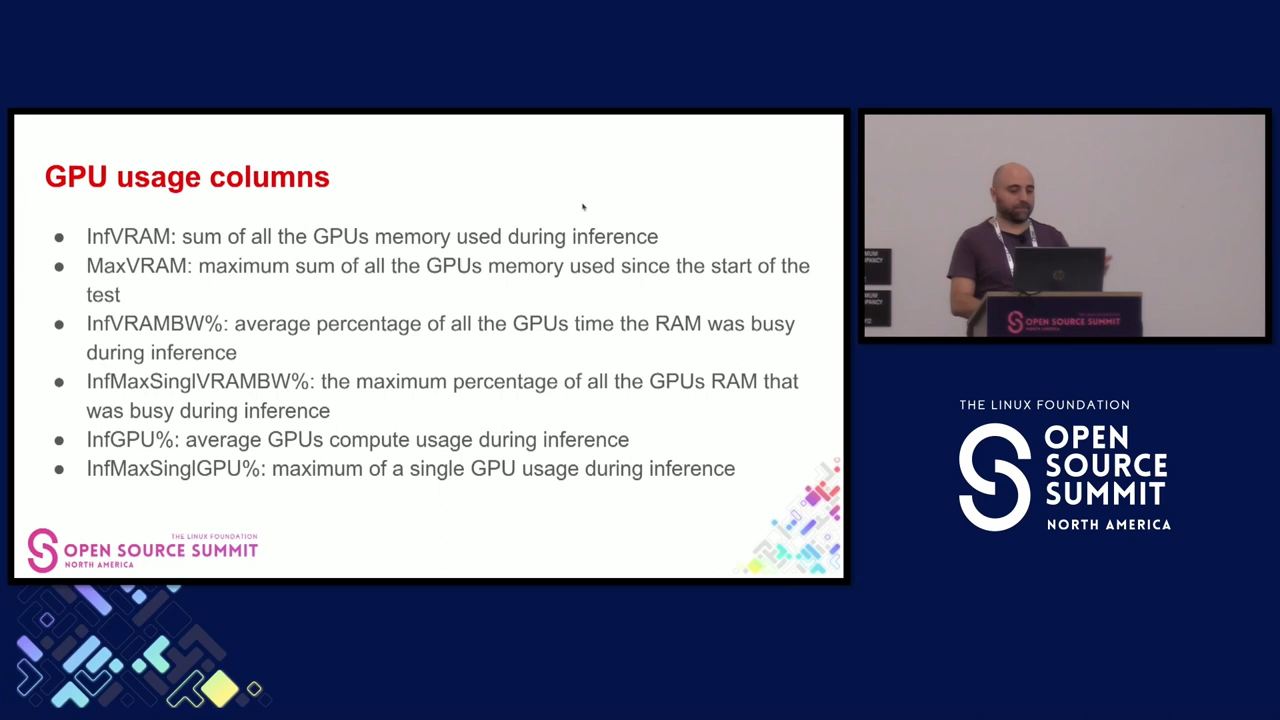 GPU usage columns
● InfVRAM: sum of all the GPUs memory used during inference
● MaxVRAM: maximum sum of all the GPUs memory used since the start of the
test
● InfVRAMBW%: average percentage of all the GPUs time the RAM was busy
during inference
● InfMaxSinglVRAMBW%: the maximum percentage of all the GPUs RAM that
was busy during inference
● InfGPU%: average GPUs compute usage during inference
● InfMaxSinglGPU%: maximum of a single GPU usage during inference
THE LINUX FOUNDATION
OPEN SOURCE SUMMIT
NORTH AMERICA
OPEN SOURCE SUMMIT
NORTH AMERICA
THE LINUX FOUNDATION
OPEN
SOURCE
SUMMIT
NORTH AMERICA